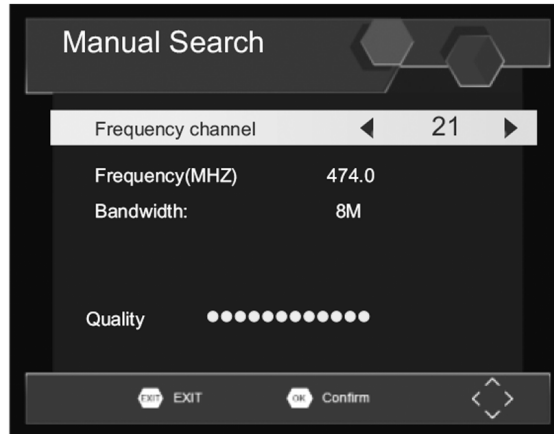 Manual Search
Frequency channel 21
Frequency(MHZ) 474.0
Bandwidth: 8M
Quality
EXIT EXIT OK Confirm